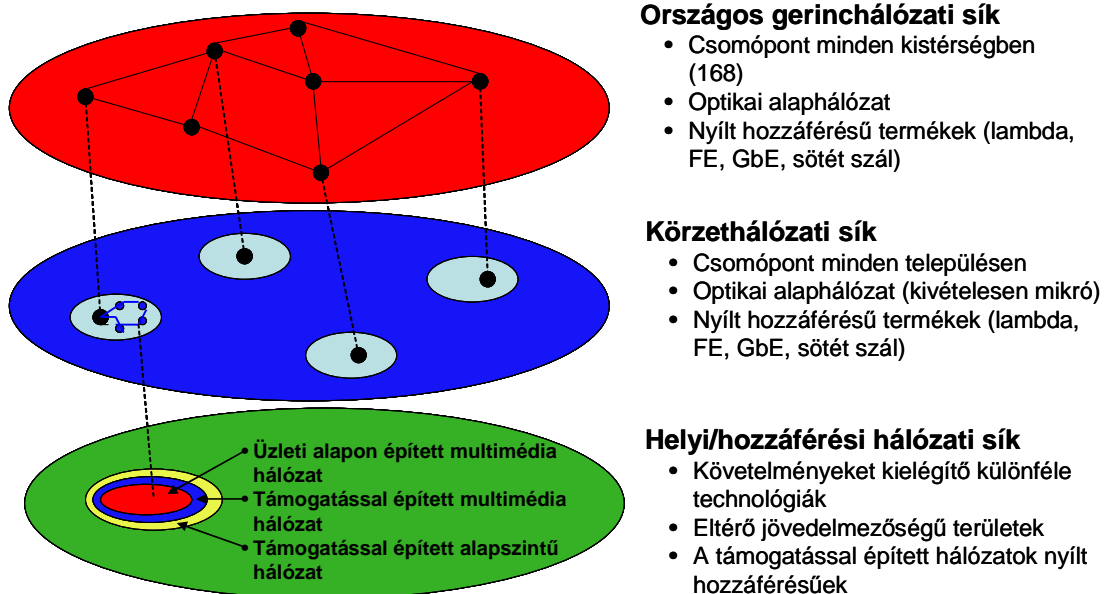 Országos gerinchálózati sík
• Csomópont minden kistérségben
(168)
• Optikai alaphálózat
• Nyílt hozzáférésű termékek (lambda,
FE, GbE, sötét szál)
Körzethálózati sík
• Csomópont minden településen
• Optikai alaphálózat (kivételesen mikró)
• Nyílt hozzáférésű termékek (lambda,
FE, GbE, sötét szál)
• Üzleti alapon épített multimédia
hálózat
• Támogatással épített multimédia
hálózat
• Támogatással épített alapszintű
hálózat
Helyi/hozzáférési hálózati sík
• Követelményeket kielégítő különféle
technológiák
• Eltérő jövedelmezőségű területek
• A támogatással épített hálózatok nyílt
hozzáférésűek